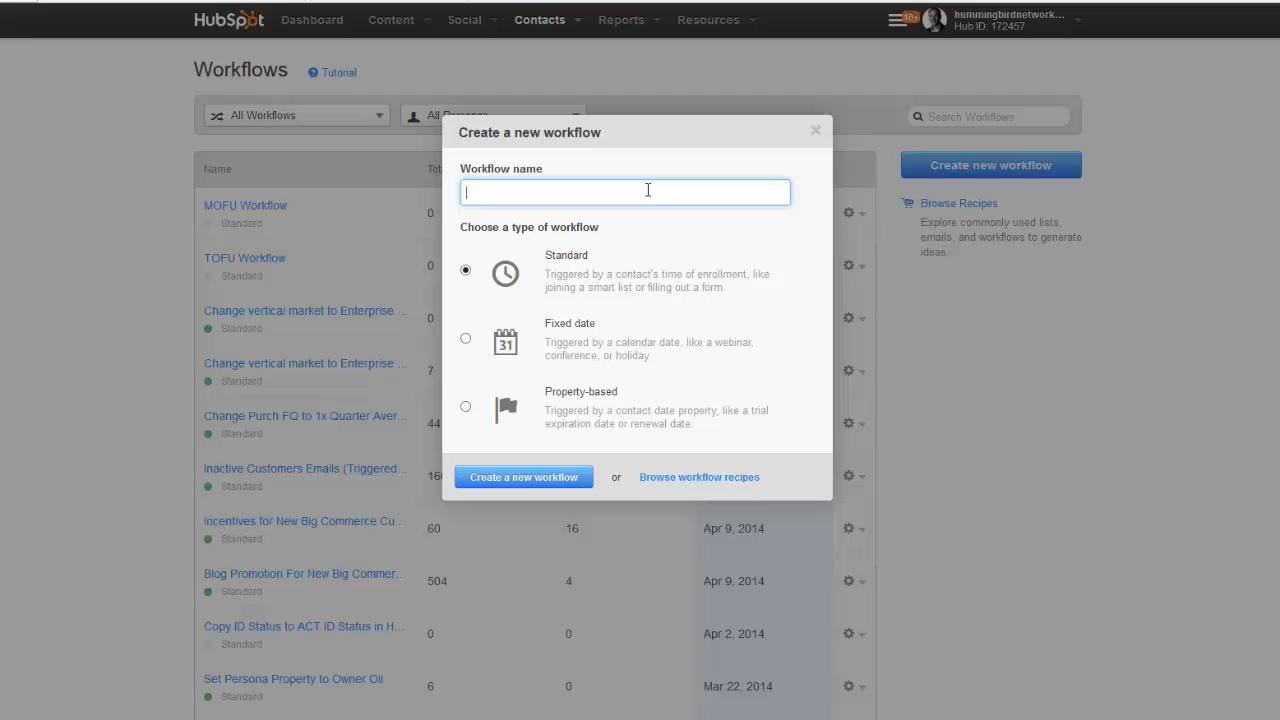 HubSpot Dashboard Content Social Contacts Reports Resources
hummingbirdnetwork...
Hub ID: 172457
Workflows ? Tutorial
All Workflows All Search Workflows
Create a new workflow ×
Name
Create new workflow
Workflow name
MOFU Workflow 0
Standard
Browse Recipes
Explore commonly used lists,
emails, and workflows to generate
ideas.
Choose a type of workflow
TOFU Workflow 0
Standard
Standard
Triggered by a contact's time of enrollment, like
joining a smart list or filling out a form.
Change vertical market to Enterprise ... 0
Standard
31
Fixed date
Triggered by a calendar date, like a webinar,
conference, or holiday.
Change vertical market to Enterprise ... 7
Standard
Property-based
Triggered by a contact date property, like a trial
expiration date or renewal date.
Change Purch FQ to 1x Quarter Aver... 44
Standard
Inactive Customers Emails (Triggered...
Standard
Create a new workflow or Browse workflow recipes
Incentives for New Big Commerce Cu... 60 16 Apr 9, 2014
Standard
Blog Promotion For New Big Commer... 504 4 Apr 9, 2014
Standard
Copy ID Status to ACT ID Status in H... 0 0 Apr 2, 2014
Standard
Set Persona Property to Owner Oil 6 0 Mar 22, 2014
Standard